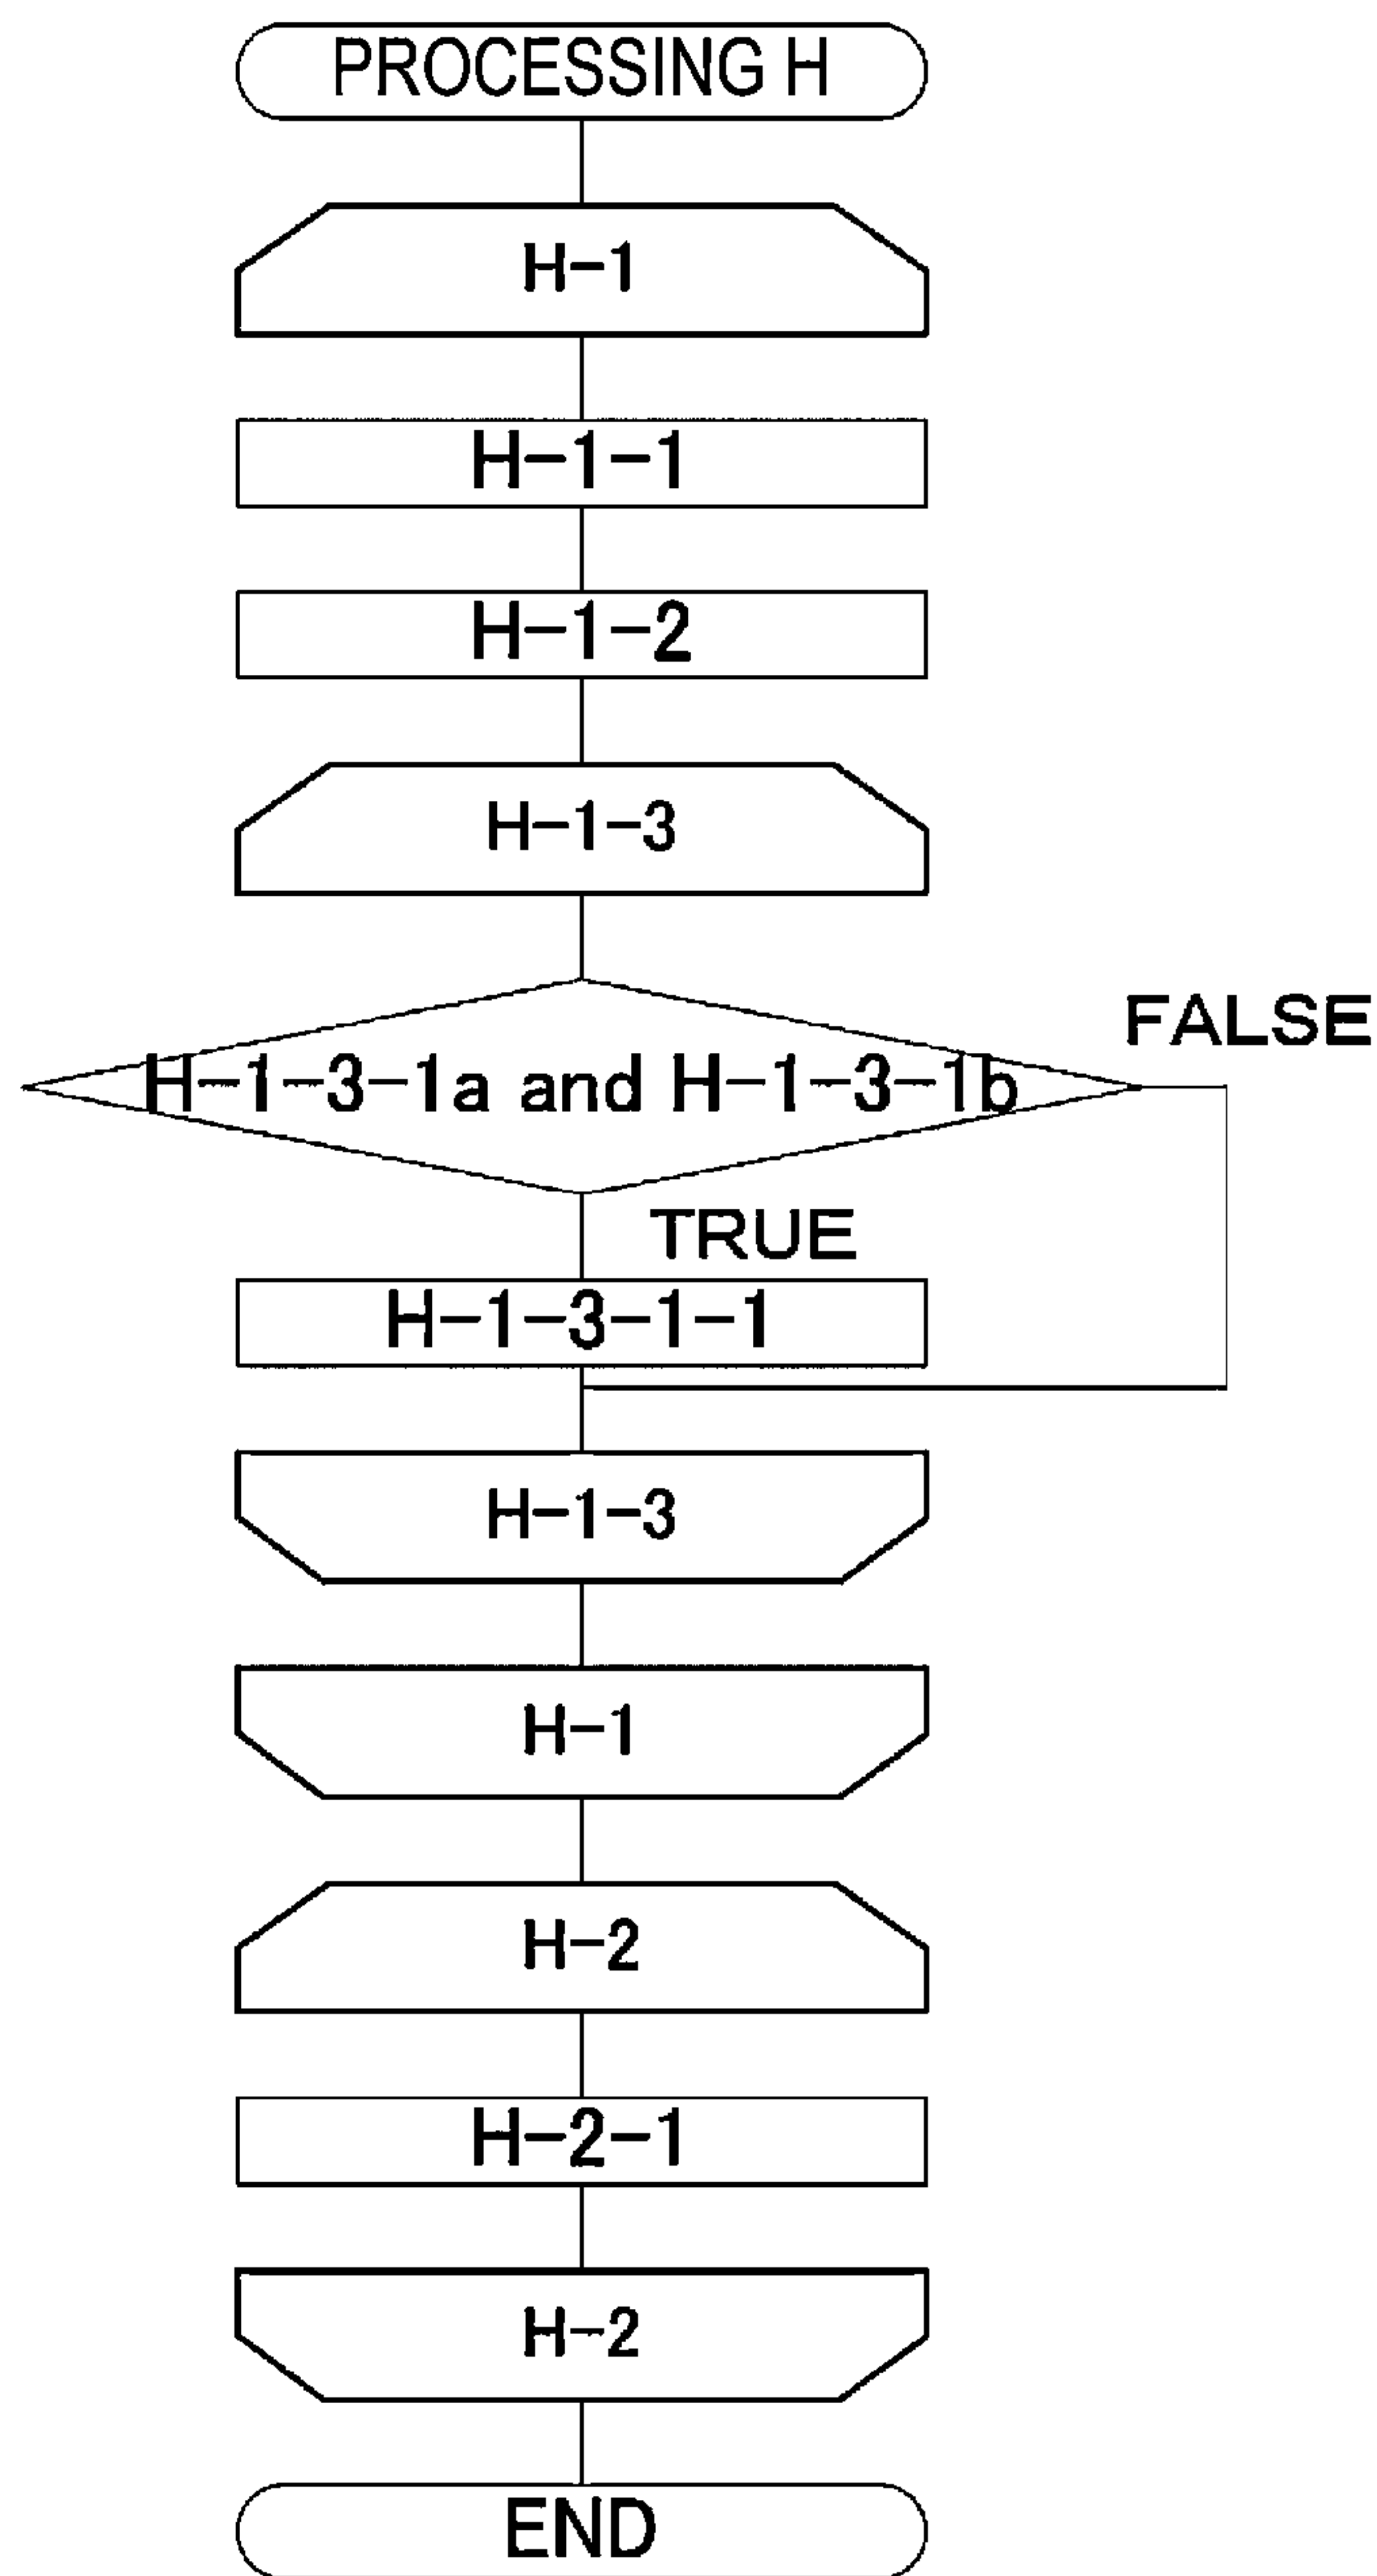 PROCESSING H
H-1
H-1-1
H-1-2
H-1-3
H-1-3-1a and H-1-3-1b
FALSE
TRUE
H-1-3-1-1
H-1-3
H-1
H-2
H-2-1
H-2
END